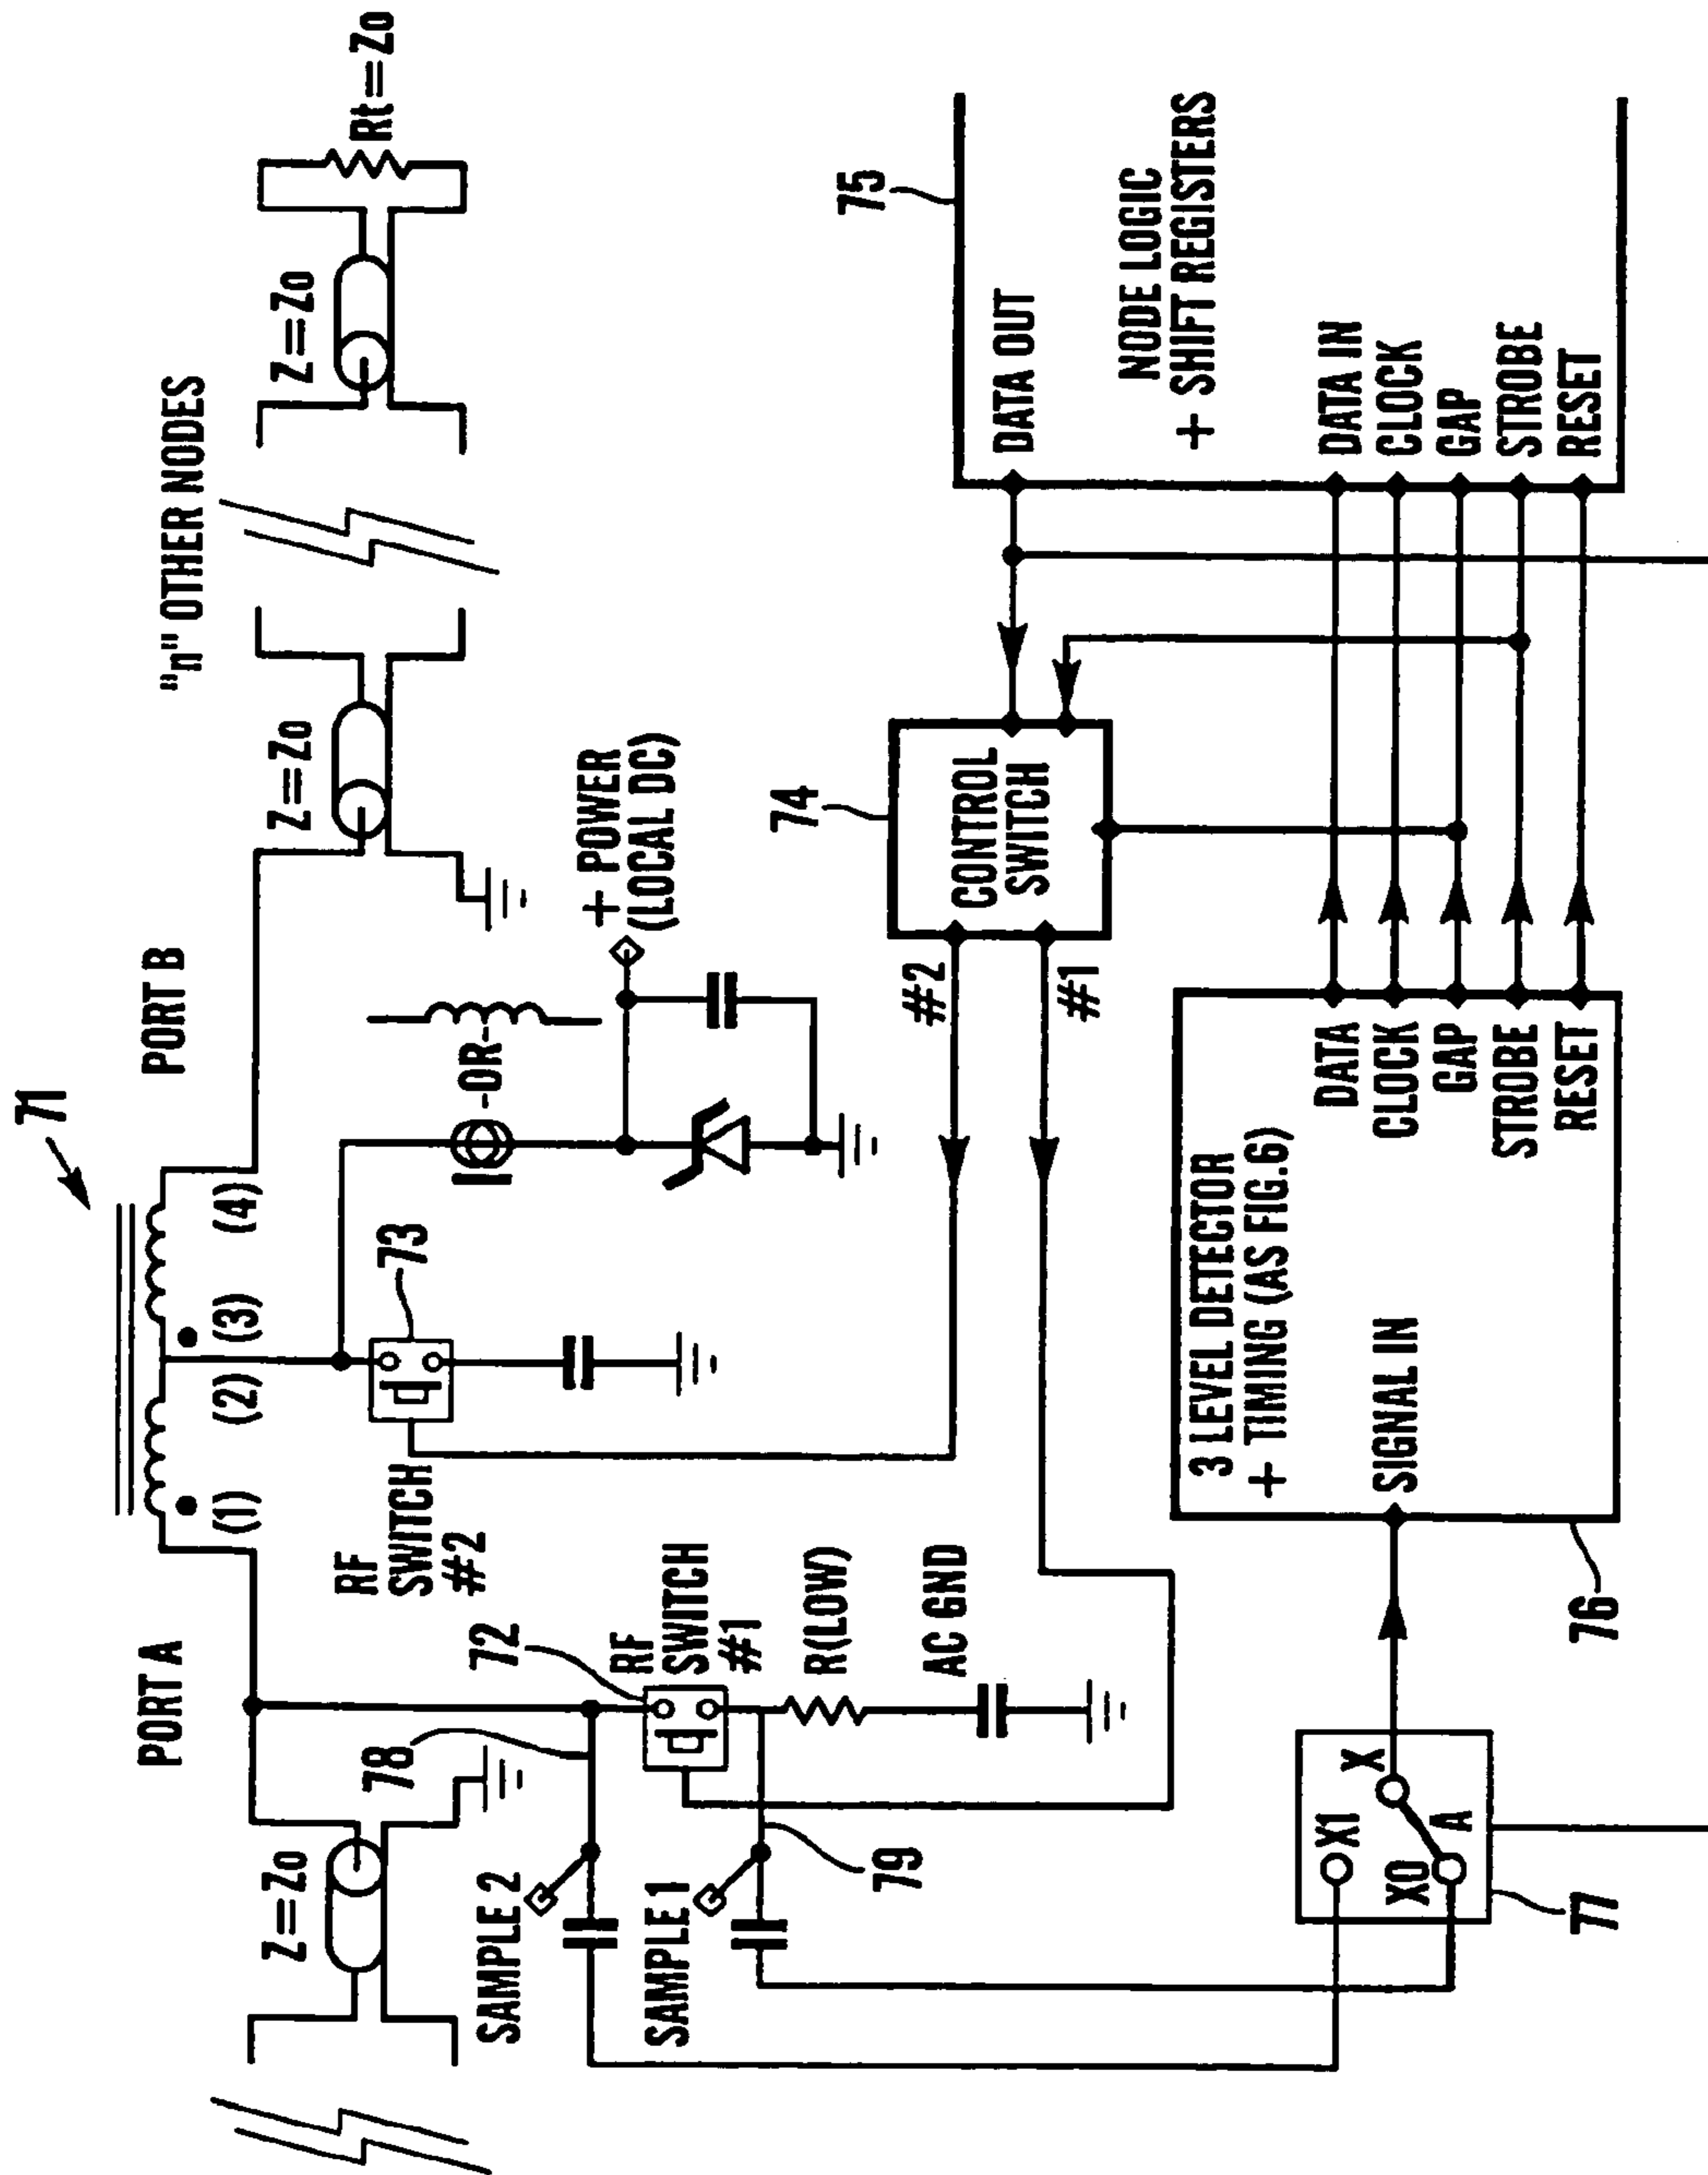 71
PORT A
PORT B
"n" OTHER NODES
Z=Zo
(1)
(2)
(3)
(4)
Z=Zo
Z=Zo
Rt=Zo
RF
SWITCH
#2
73
-OR-
+ POWER
(LOCAL DC)
78
72
RF
SWITCH
#1
SAMPLE 2
R(LOW)
SAMPLE 1
AC GND
79
#2
#1
74
CONTROL
SWITCH
75
DATA OUT
NODE LOGIC
+ SHIFT REGISTERS
DATA IN
CLOCK
GAP
STROBE
RESET
3 LEVEL DETECTOR
+ TIMING (AS FIG.6)
SIGNAL IN
DATA
CLOCK
GAP
STROBE
RESET
76
X1
X
X0
A
77